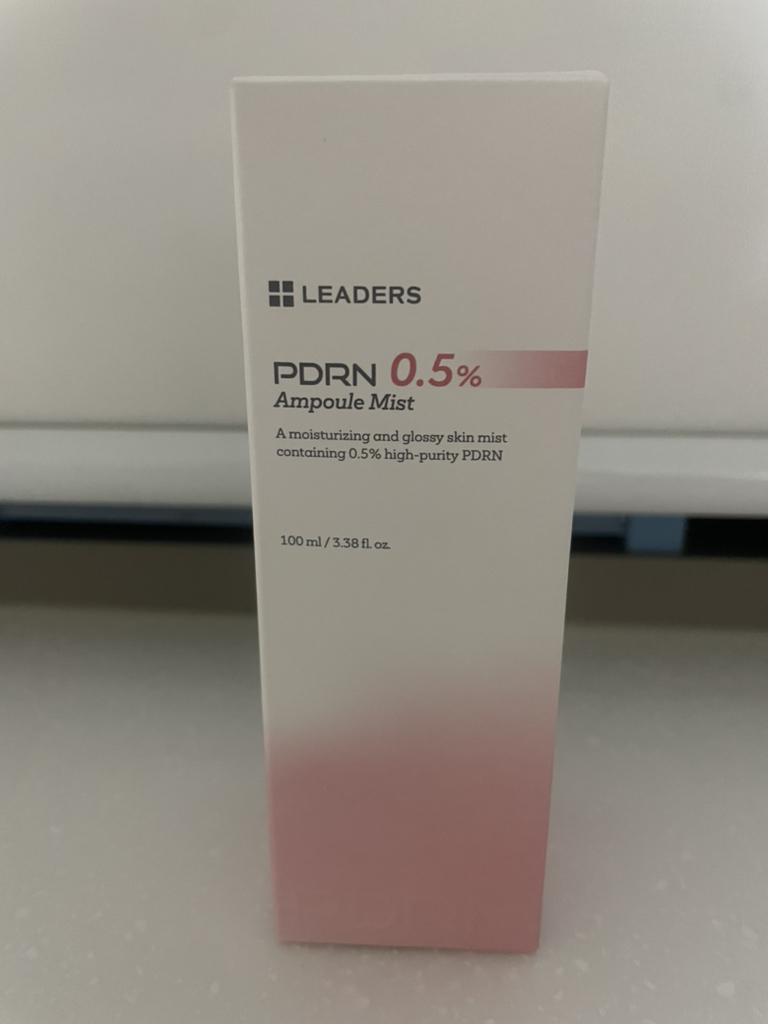 LEADERS
PDRN 0.5%
Ampoule Mist
A moisturizing and glossy skin mist
containing 0.5% high-purity PDRN
100 ml / 3.38 fl. oz.
PDRN